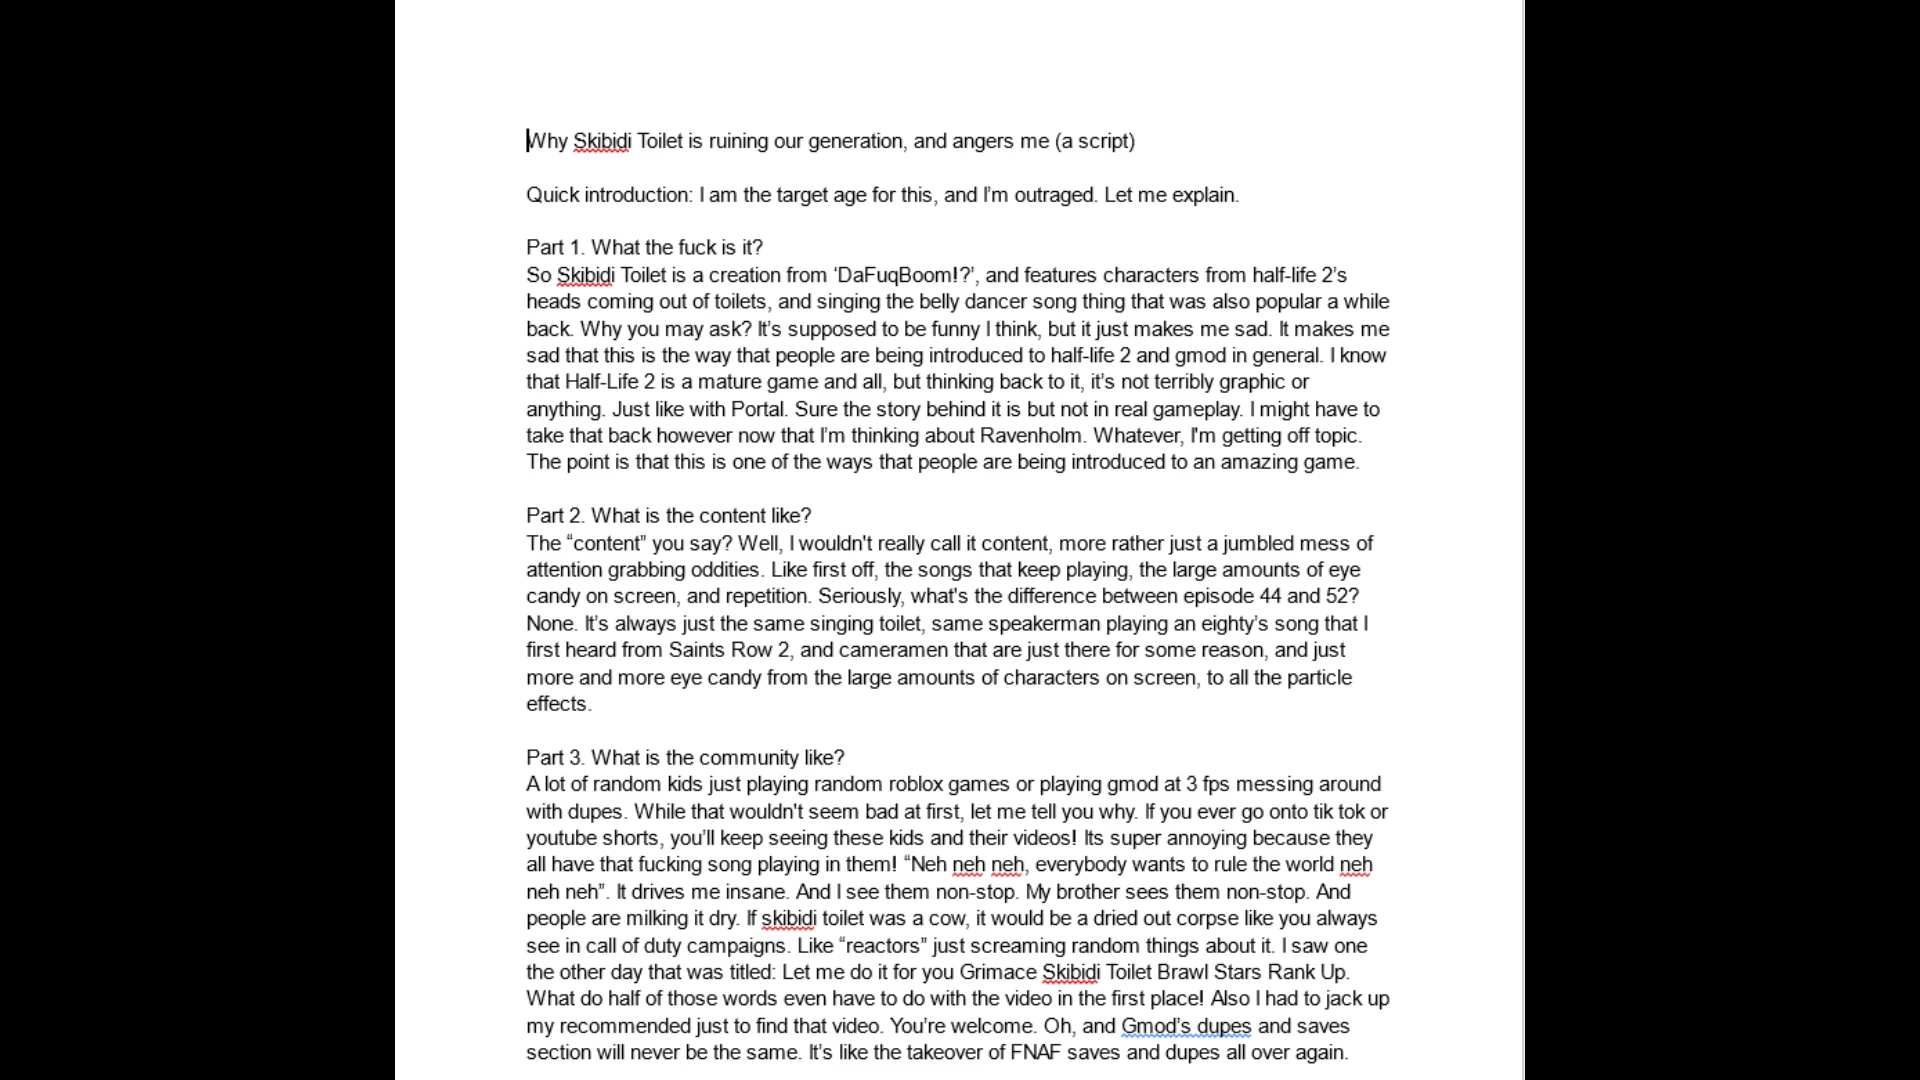 Why Skibidi Toilet is ruining our generation, and angers me (a script)
Quick introduction: I am the target age for this, and I'm outraged. Let me explain.
Part 1. What the fuck is it?
So Skibidi Toilet is a creation from ‘DaFuqBoom!?’, and features characters from half-life 2’s
heads coming out of toilets, and singing the belly dancer song thing that was also popular a while
back. Why you may ask? It’s supposed to be funny I think, but it just makes me sad. It makes me
sad that this is the way that people are being introduced to half-life 2 and gmod in general. I know
that Half-Life 2 is a mature game and all, but thinking back to it, it’s not terribly graphic or
anything. Just like with Portal. Sure the story behind it is but not in real gameplay. I might have to
take that back however now that I’m thinking about Ravenholm. Whatever, I'm getting off topic.
The point is that this is one of the ways that people are being introduced to an amazing game.
Part 2. What is the content like?
The “content” you say? Well, I wouldn't really call it content, more rather just a jumbled mess of
attention grabbing oddities. Like first off, the songs that keep playing, the large amounts of eye
candy on screen, and repetition. Seriously, what's the difference between episode 44 and 52?
None. It’s always just the same singing toilet, same speakerman playing an eighty’s song that I
first heard from Saints Row 2, and cameramen that are just there for some reason, and just
more and more eye candy from the large amounts of characters on screen, to all the particle
effects.
Part 3. What is the community like?
A lot of random kids just playing random roblox games or playing gmod at 3 fps messing around
with dupes. While that wouldn't seem bad at first, let me tell you why. If you ever go onto tik tok or
youtube shorts, you’ll keep seeing these kids and their videos! Its super annoying because they
all have that fucking song playing in them! “Neh neh neh, everybody wants to rule the world neh
neh neh”. It drives me insane. And I see them non-stop. My brother sees them non-stop. And
people are milking it dry. If skibidi toilet was a cow, it would be a dried out corpse like you always
see in call of duty campaigns. Like “reactors” just screaming random things about it. I saw one
the other day that was titled: Let me do it for you Grimace Skibidi Toilet Brawl Stars Rank Up.
What do half of those words even have to do with the video in the first place! Also I had to jack up
my recommended just to find that video. You’re welcome. Oh, and Gmod’s dupes and saves
section will never be the same. It’s like the takeover of FNAF saves and dupes all over again.